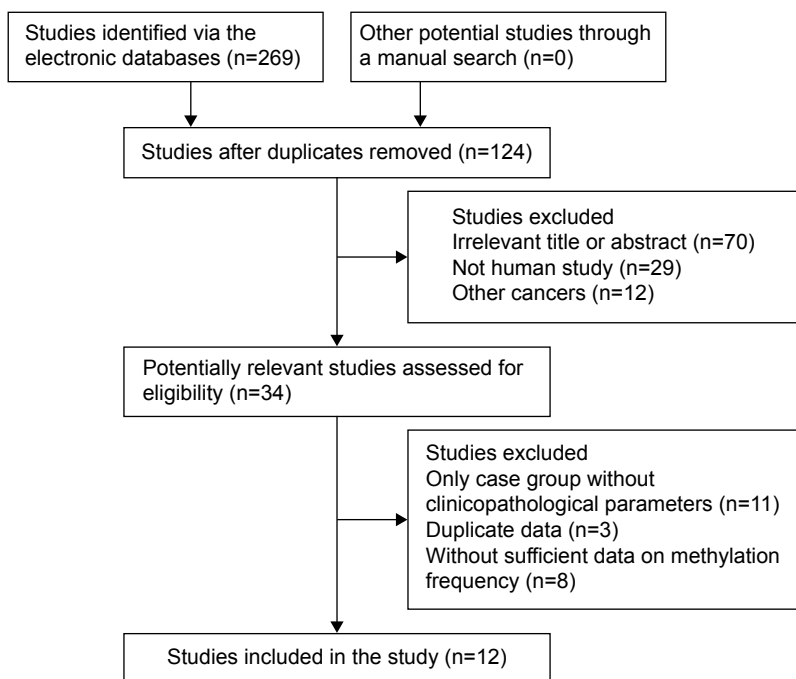 Studies identified via the
electronic databases (n=269)
Other potential studies through
a manual search (n=0)
Studies after duplicates removed (n=124)
Studies excluded
Irrelevant title or abstract (n=70)
Not human study (n=29)
Other cancers (n=12)
Potentially relevant studies assessed for
eligibility (n=34)
Studies excluded
Only case group without
clinicopathological parameters (n=11)
Duplicate data (n=3)
Without sufficient data on methylation
frequency (n=8)
Studies included in the study (n=12)